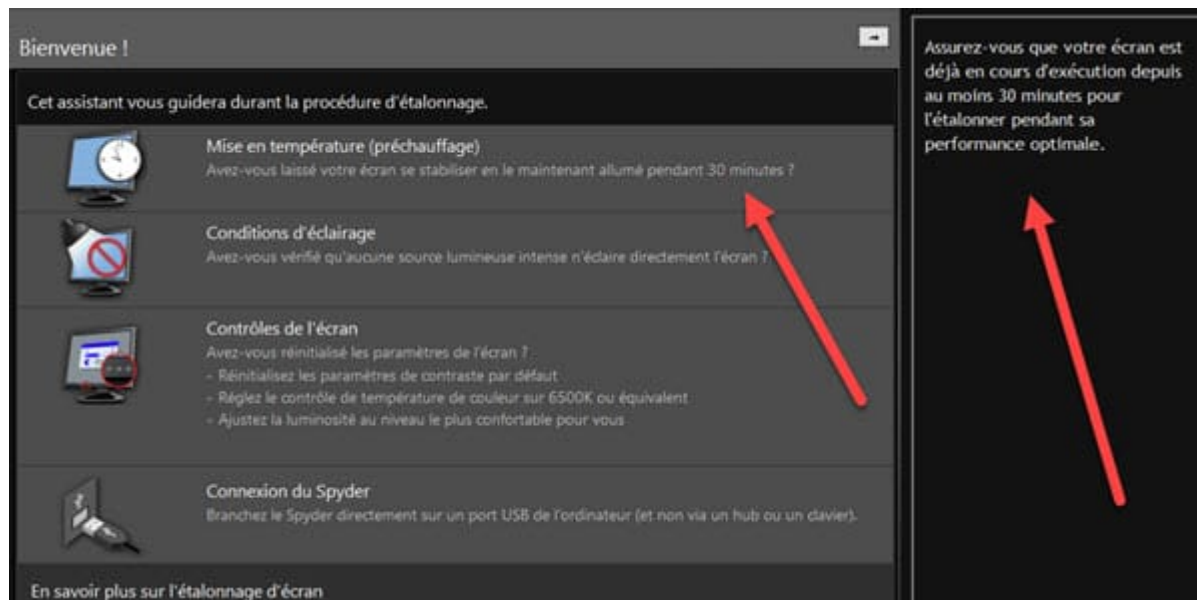 Bienvenue !
Cet assistant vous guidera durant la procédure d'étalonnage.
Mise en température (préchauffage)
Avez-vous laissé votre écran se stabiliser en le maintenant allumé pendant 30 minutes ?
Conditions d'éclairage
Avez-vous vérifié qu'aucune source lumineuse intense n'éclaire directement l'écran ?
Contrôles de l'écran
Avez-vous réinitialisé les paramètres de l'écran ?
- Réinitialisez les paramètres de contraste par défaut
- Réglez le contrôle de température de couleur sur 6500K ou équivalent
- Ajustez la luminosité au niveau le plus confortable pour vous
Connexion du Spyder
Branchez le Spyder directement sur un port USB de l'ordinateur (et non via un hub ou un clavier).
En savoir plus sur l'étalonnage d'écran
Assurez-vous que votre écran est
déjà en cours d'exécution depuis
au moins 30 minutes pour
l'étalonner pendant sa
performance optimale.